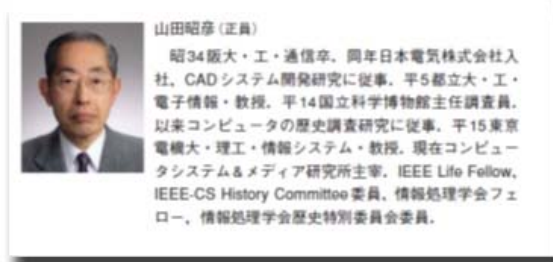 山田昭彦（正員）
昭34阪大・工・通信卒．同年日本電気株式会社入
社，CADシステム開発研究に従事．平5都立大・工・
電子情報・教授．平14国立科学博物館主任調査員．
以来コンピュータの歴史調査研究に従事．平15東京
電機大・理工・情報システム・教授．現在コンピュー
タシステム＆メディア研究所主宰．IEEE Life Fellow，
IEEE-CS History Committee委員，情報処理学会フェ
ロー，情報処理学会歴史特別委員会委員．